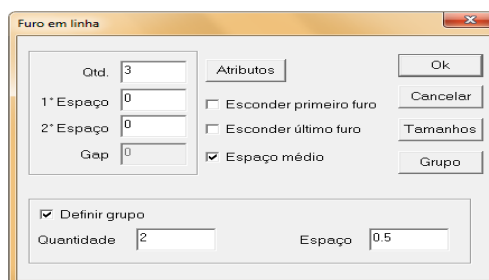 Furo em linha
Qtd. 3
Atributos
Ok
1° Espaço 0
Esconder primeiro furo
Cancelar
2° Espaço 0
Esconder último furo
Tamanhos
Gap 0
Espaço médio
Grupo
Definir grupo
Quantidade 2
Espaço 0.5